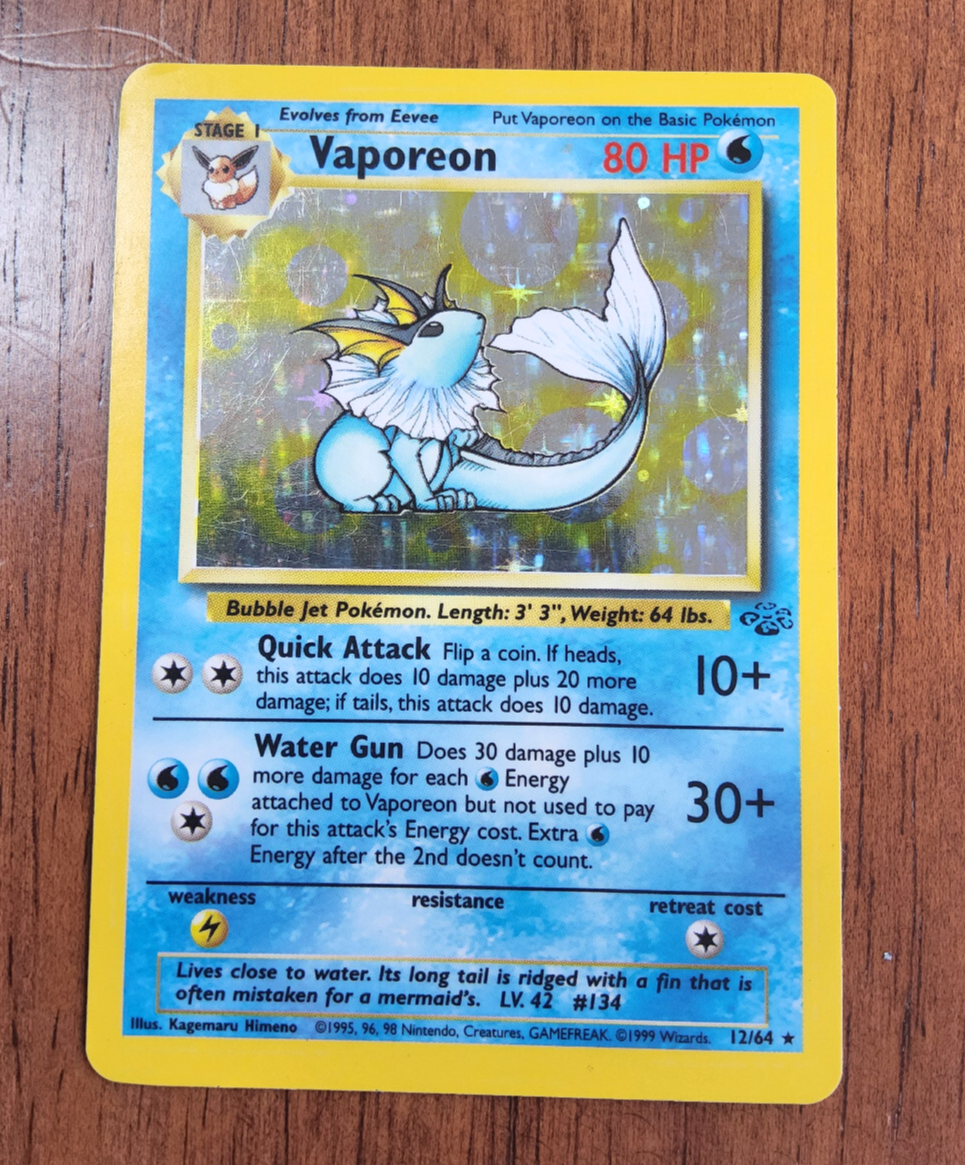 Evolves from Eevee Put Vaporeon on the Basic Pokémon
STAGE 1
Vaporeon 80 HP
Bubble Jet Pokémon. Length: 3' 3", Weight: 64 lbs.
Quick Attack Flip a coin. If heads,
this attack does 10 damage plus 20 more
damage; if tails, this attack does 10 damage.
10+
Water Gun Does 30 damage plus 10
more damage for each Energy
attached to Vaporeon but not used to pay
for this attack's Energy cost. Extra
Energy after the 2nd doesn't count.
30+
weakness resistance retreat cost
Lives close to water. Its long tail is ridged with a fin that is
often mistaken for a mermaid's. LV. 42 #134
Illus. Kagemaru Himeno ©1995, 96, 98 Nintendo, Creatures, GAMEFREAK. ©1999 Wizards. 12/64 ★